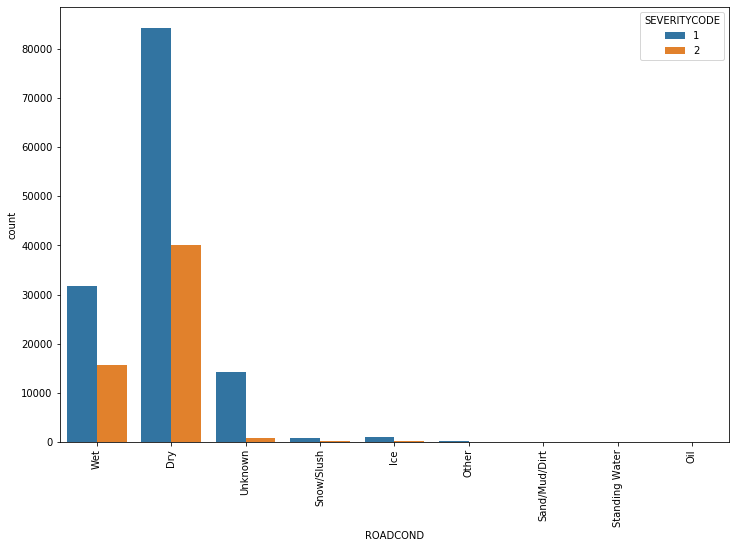 SEVERITYCODE
1
2
80000
70000
60000
50000
40000
30000
20000
10000
0
count
Wet
Dry
Unknown
Snow/Slush
Ice
Other
Sand/Mud/Dirt
Standing Water
Oil
ROADCOND